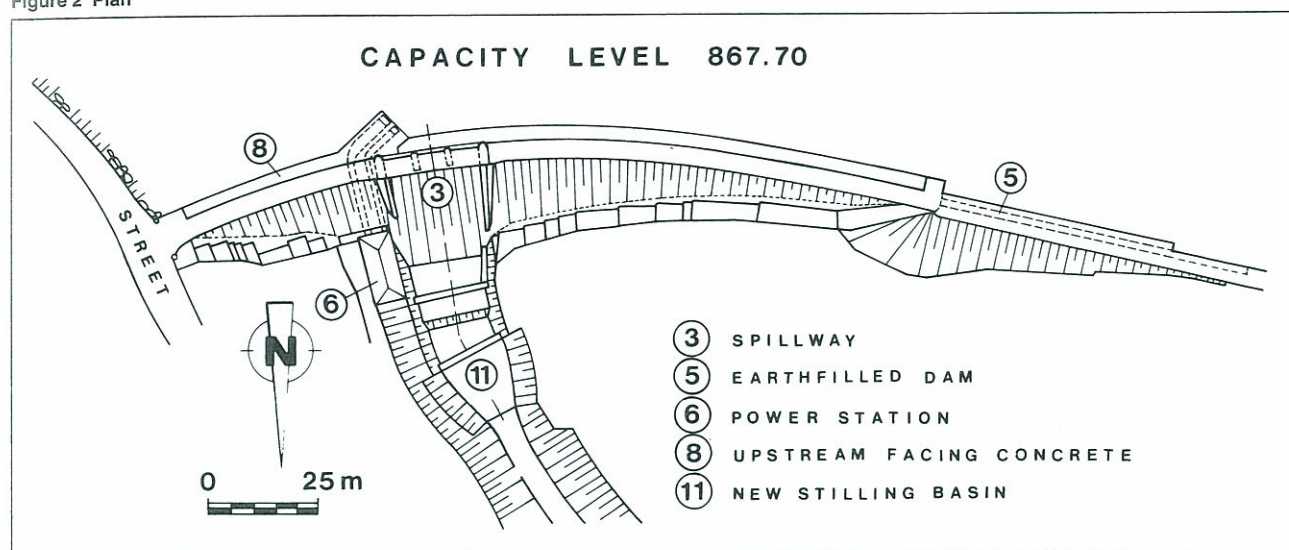 Figure 2 Plan
CAPACITY LEVEL 867.70
8
3
5
STREET
6
N
11
0 25 m
3 SPILLWAY
5 EARTHFILLED DAM
6 POWER STATION
8 UPSTREAM FACING CONCRETE
11 NEW STILLING BASIN